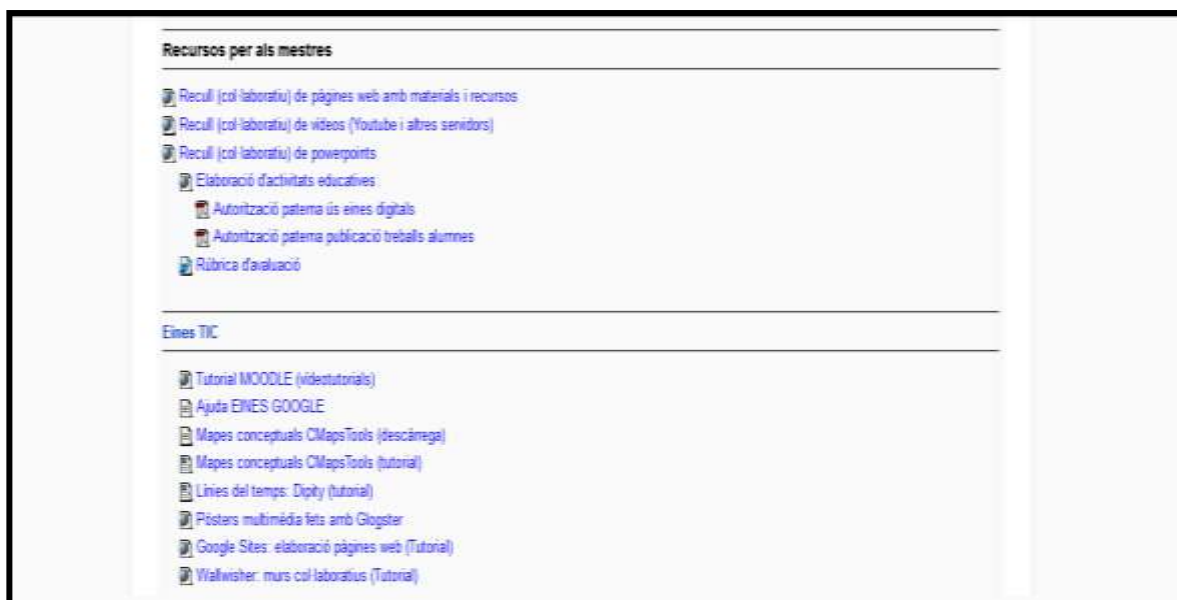 Recursos per als mestres
Recull (col·laboratiu) de pàgines web amb materials i recursos
Recull (col·laboratiu) de vídeos (Youtube i altres servidors)
Recull (col·laboratiu) de powerpoints
Elaboració d'activitats educatives
Autorització paterna ús eines digitals
Autorització paterna publicació treballs alumnes
Rúbrica d'avaluació
Eines TIC
Tutorial MOODLE (videotutorials)
Ajuda EINES GOOGLE
Mapes conceptuals CMapsTools (descàrrega)
Mapes conceptuals CMapsTools (tutorial)
Línies del temps: Dipity (tutorial)
Pòsters multimèdia fets amb Glogster
Google Sites: elaboració pàgines web (Tutorial)
Wallwisher: murs col·laboratius (Tutorial)